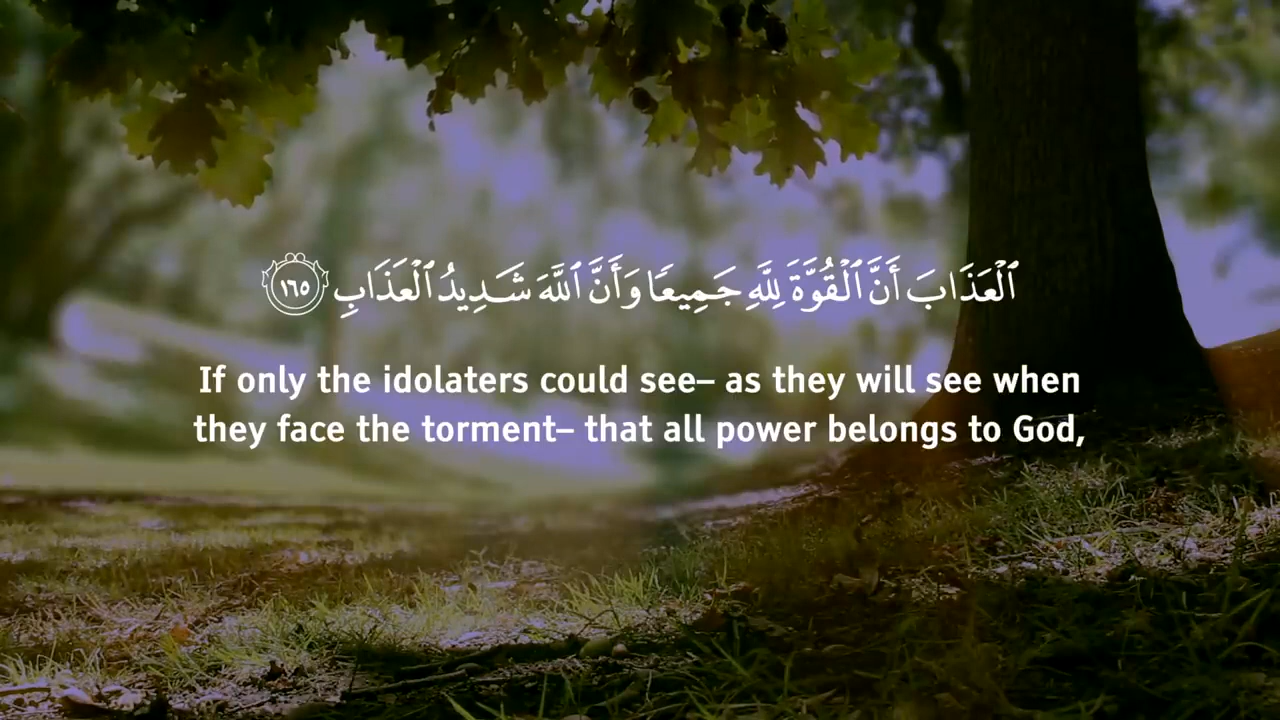 ٱلْعَذَابَ أَنَّ ٱلْقُوَّةَ لِلَّهِ جَمِيعًا وَأَنَّ ٱللَّهَ شَدِيدُ ٱلْعَذَابِ ١٦٥
If only the idolaters could see– as they will see when
they face the torment– that all power belongs to God,